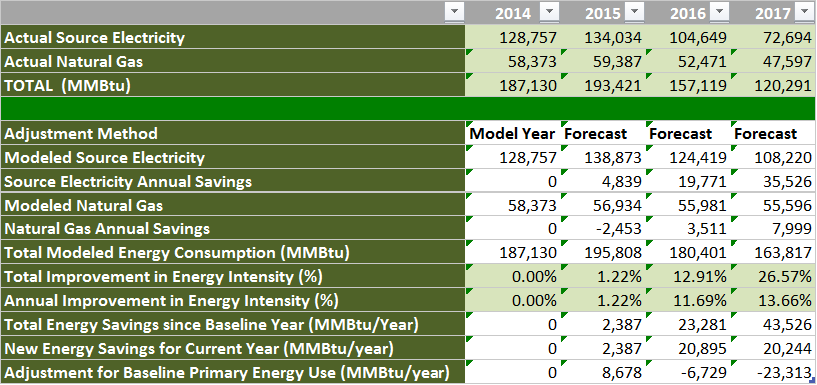 2014 2015 2016 2017
Actual Source Electricity 128,757 134,034 104,649 72,694
Actual Natural Gas 58,373 59,387 52,471 47,597
TOTAL (MMBtu) 187,130 193,421 157,119 120,291
Adjustment Method Model Year Forecast Forecast Forecast
Modeled Source Electricity 128,757 138,873 124,419 108,220
Source Electricity Annual Savings 0 4,839 19,771 35,526
Modeled Natural Gas 58,373 56,934 55,981 55,596
Natural Gas Annual Savings 0 -2,453 3,511 7,999
Total Modeled Energy Consumption (MMBtu) 187,130 195,808 180,401 163,817
Total Improvement in Energy Intensity (%) 0.00% 1.22% 12.91% 26.57%
Annual Improvement in Energy Intensity (%) 0.00% 1.22% 11.69% 13.66%
Total Energy Savings since Baseline Year (MMBtu/Year) 0 2,387 23,281 43,526
New Energy Savings for Current Year (MMBtu/year) 0 2,387 20,895 20,244
Adjustment for Baseline Primary Energy Use (MMBtu/year) 0 8,678 -6,729 -23,313